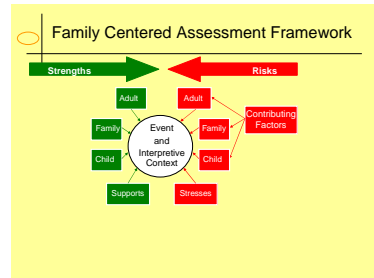 Family Centered Assessment Framework
Strengths
Risks
Adult
Adult
Contributing
Factors
Family
Event
and
Interpretive
Context
Family
Child
Child
Supports
Stresses